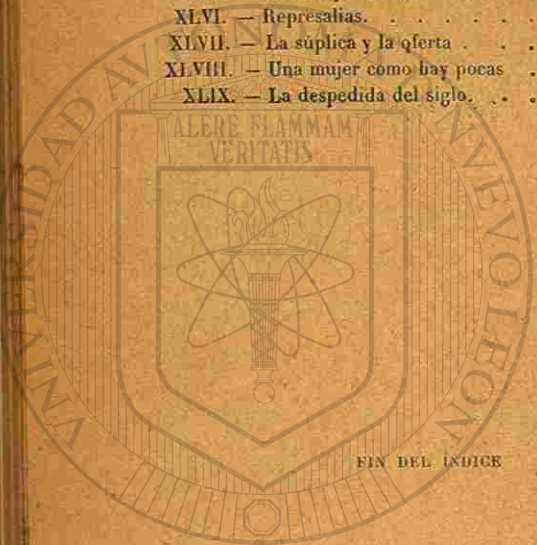 XLVI. — Represalias. . . . . . .
XLVII. — La súplica y la oferta . . .
XLVIII. — Una mujer como hay pocas .
XLIX. — La despedida del siglo. . .
ALERE FLAMMAM
VERITATIS
FIN DEL INDICE